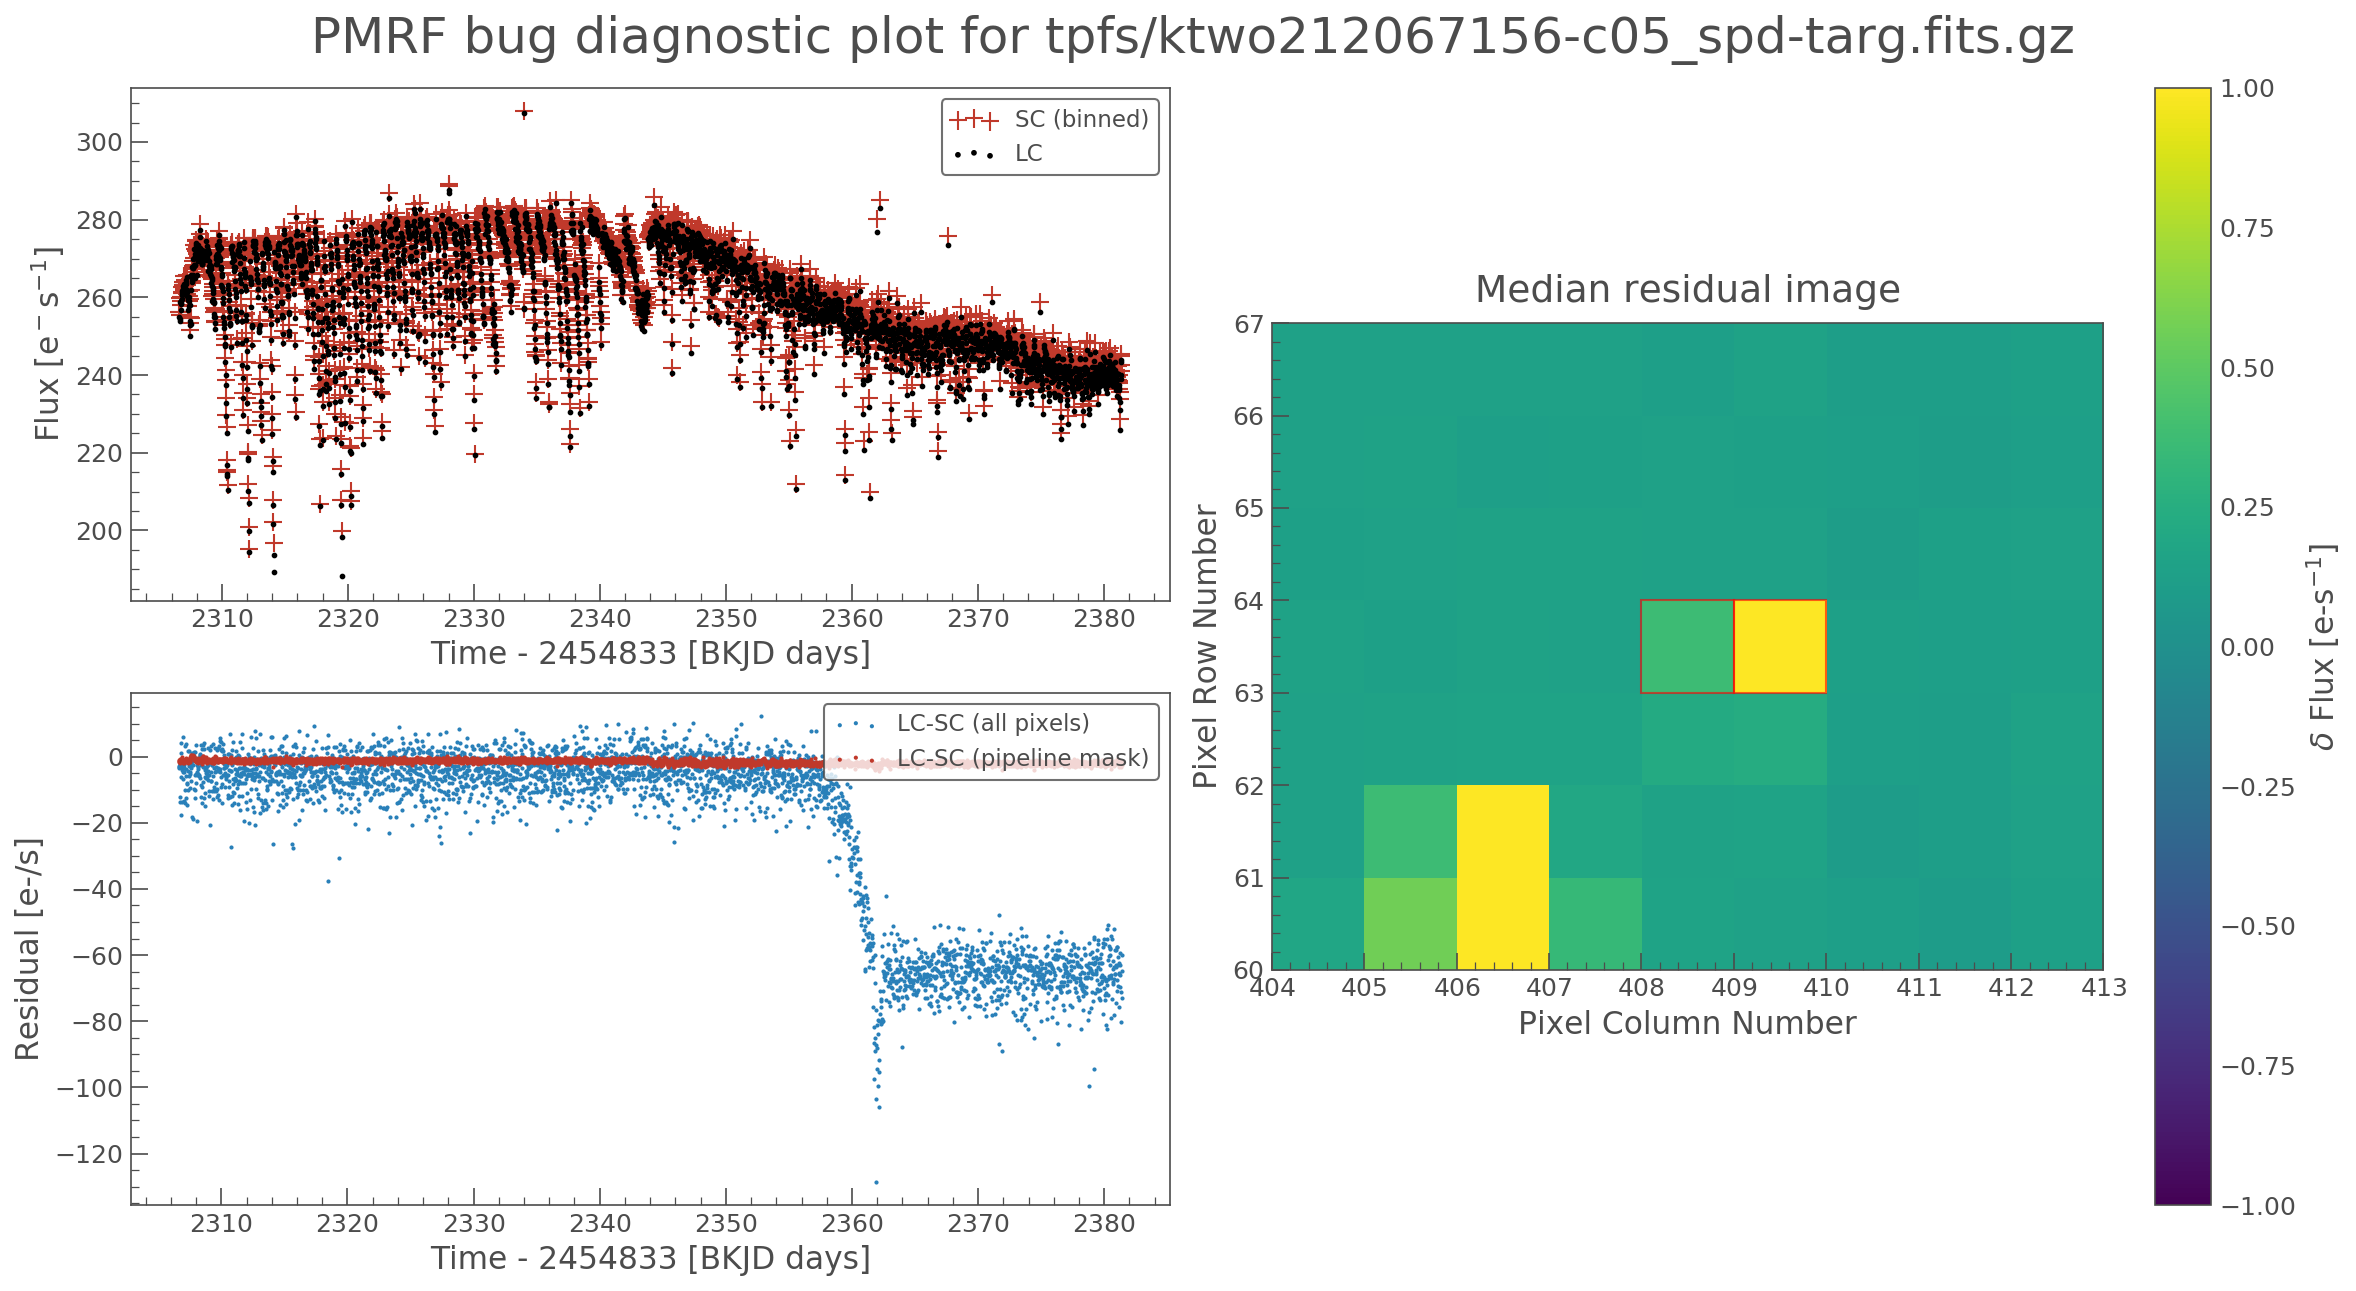 PMRF bug diagnostic plot for tpfs/ktwo212067156-c05_spd-targ.fits.gz
SC (binned)
LC
300
280
260
240
220
200
Flux [e⁻ s⁻¹]
2310 2320 2330 2340 2350 2360 2370 2380
Time - 2454833 [BKJD days]
LC-SC (all pixels)
LC-SC (pipeline mask)
0
−20
−40
−60
−80
−100
−120
Residual [e-/s]
2310 2320 2330 2340 2350 2360 2370 2380
Time - 2454833 [BKJD days]
Median residual image
67
66
65
64
63
62
61
60
Pixel Row Number
404 405 406 407 408 409 410 411 412 413
Pixel Column Number
1.00
0.75
0.50
0.25
0.00
−0.25
−0.50
−0.75
−1.00
δ Flux [e-s⁻¹]